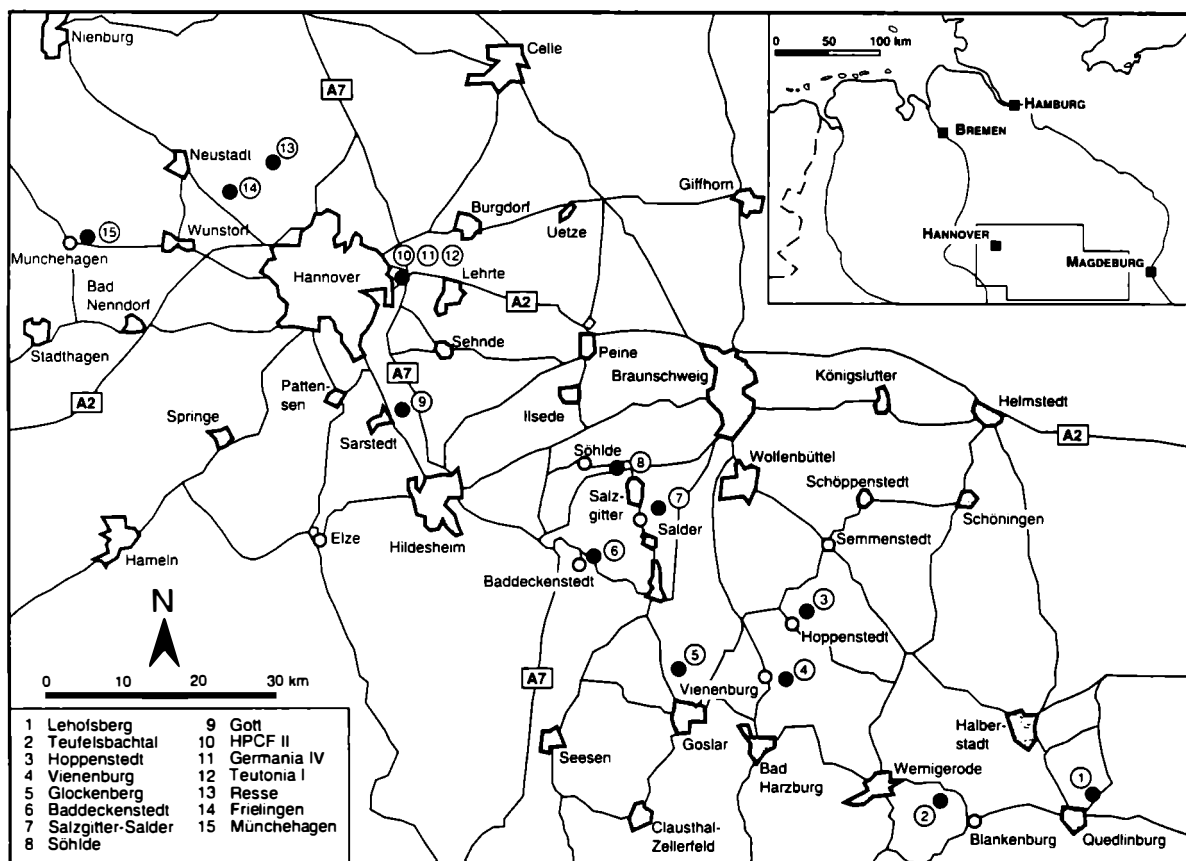 Nienburg
Celle
A7
0 50 100 km
HAMBURG
BREMEN
HANNOVER
MAGDEBURG
13
Neustadt
14
Giffhorn
Burgdorf
Uetze
15
Wunstorf
Munchehagen
10 11 12
Hannover
Lehrte
Bad
Nenndorf
A2
Stadthagen
Sehnde
Peine
A7
Braunschweig
Königslutter
Helmstedt
Patten-
sen
A2
9
Ilsede
Springe
Sarstedt
A2
Söhlde
8
Wolfenbüttel
Schöppenstedt
Salz-
gitter
7
Salder
Schöningen
Hameln
Elze
Hildesheim
6
Semmenstedt
Baddeckenstedt
N
3
Hoppenstedt
5
4
0 10 20 30 km
A7
Vienenburg
Halber-
stadt
Goslar
Seesen
Bad
Harzburg
Wernigerode
1
2
Clausthal-
Zellerfeld
Blankenburg
Quedlinburg
1 Lehofsberg
2 Teufelsbachtal
3 Hoppenstedt
4 Vienenburg
5 Glockenberg
6 Baddeckenstedt
7 Salzgitter-Salder
8 Söhlde
9 Gott
10 HPCF II
11 Germania IV
12 Teutonia I
13 Resse
14 Frielingen
15 Münchehagen